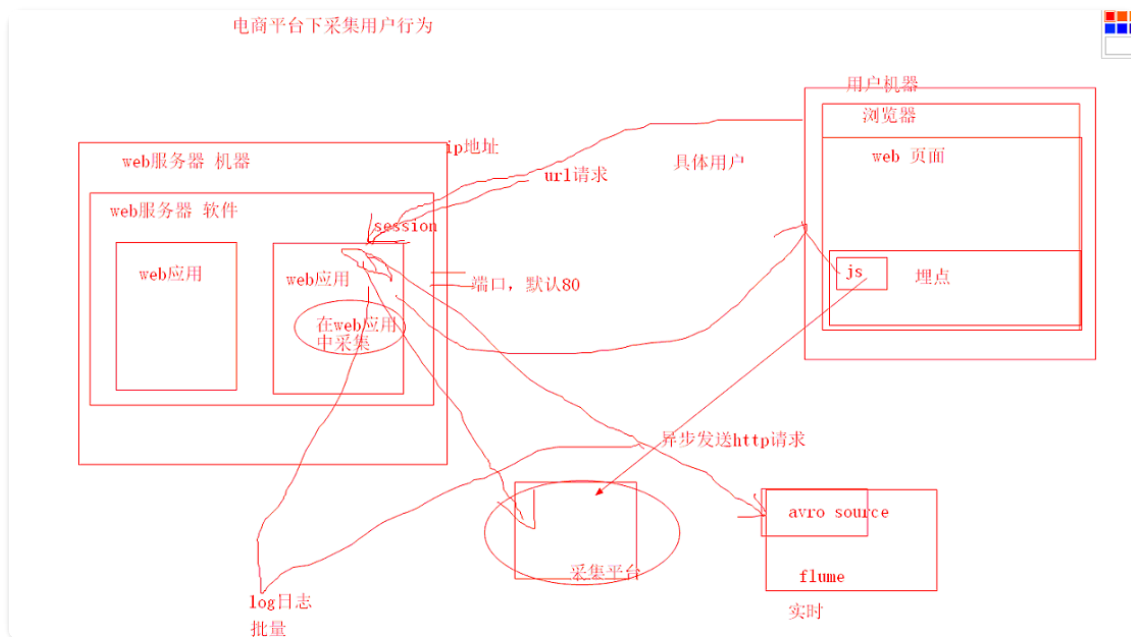 电商平台下采集用户行为
用户机器
浏览器
web 页面
js
埋点
具体用户
ip地址
url请求
web服务器 机器
web服务器 软件
session
web应用
web应用
在web应用
中采集
端口，默认80
异步发送http请求
采集平台
avro source
flume
实时
log日志
批量